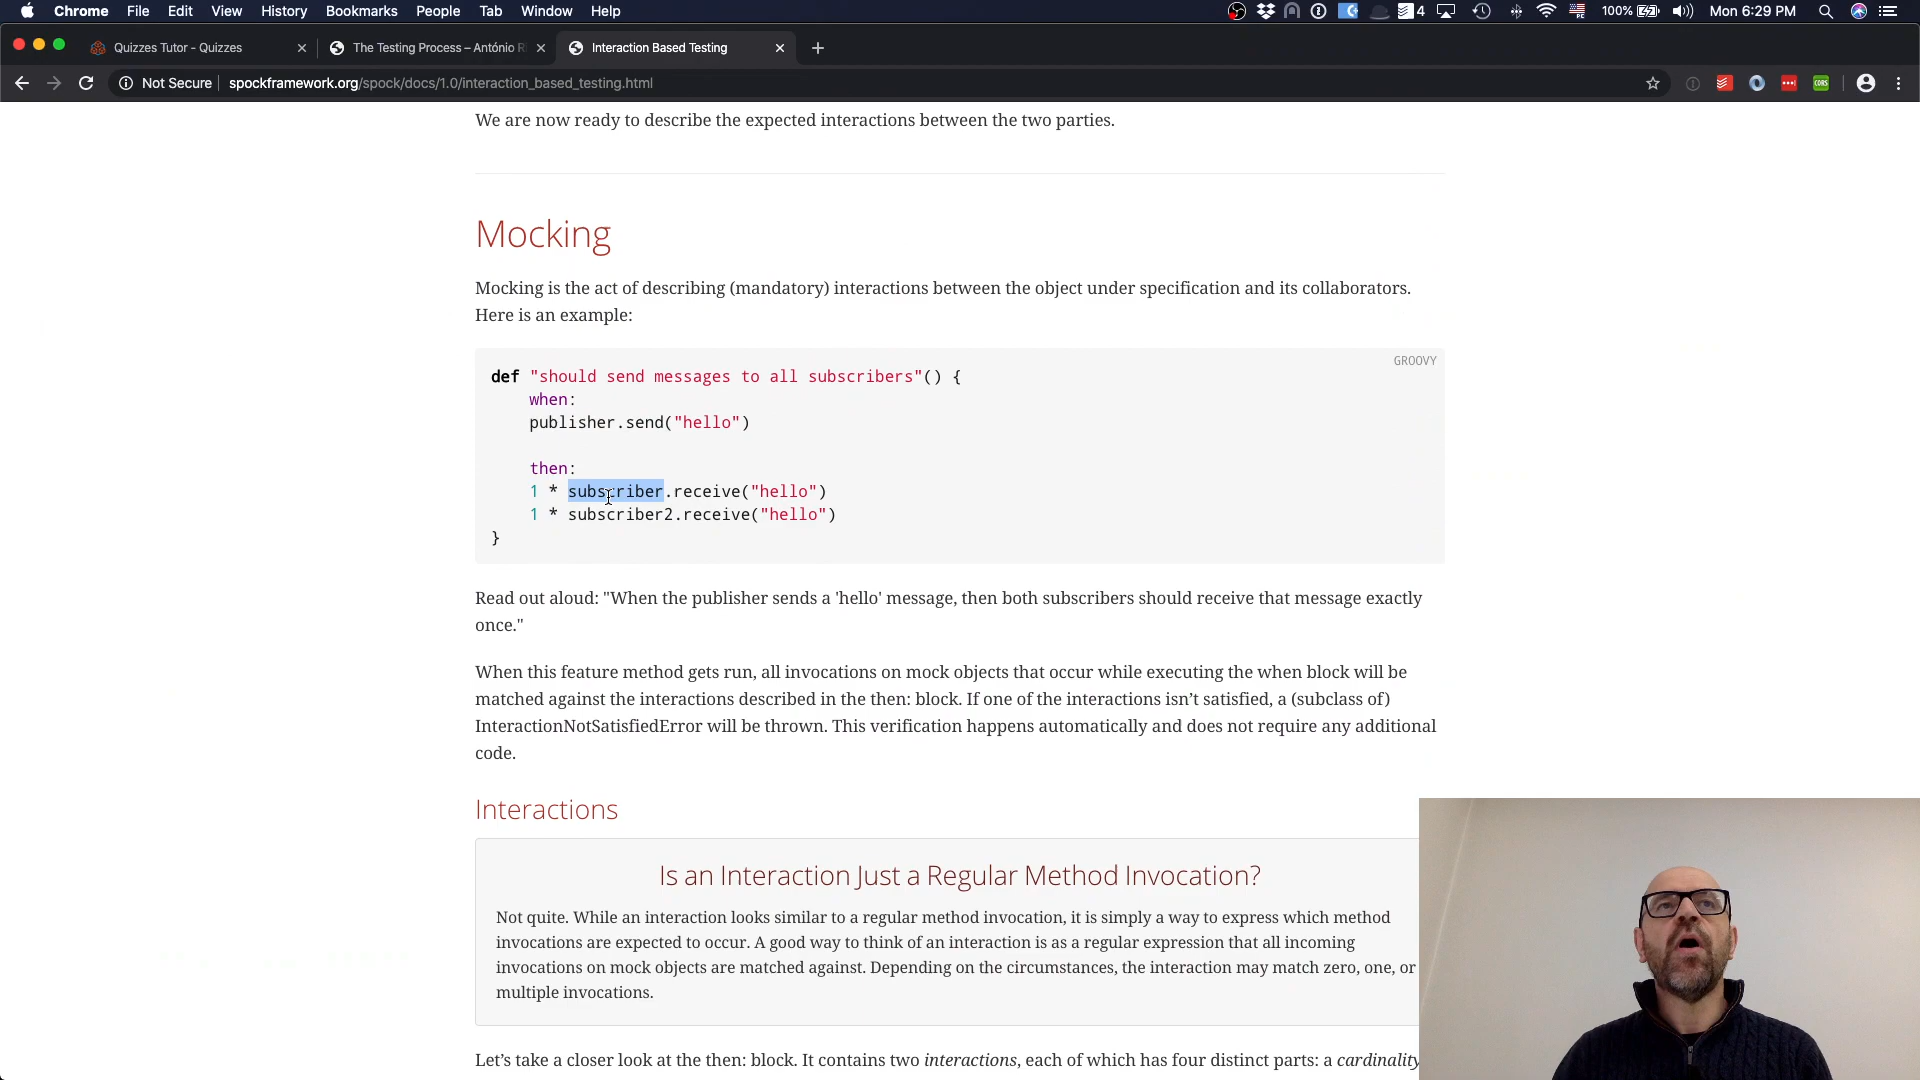 Chrome File Edit View History Bookmarks People Tab Window Help 4 100% Mon 6:29 PM
Quizzes Tutor - Quizzes The Testing Process – António Ri Interaction Based Testing
Not Secure spockframework.org/spock/docs/1.0/interaction_based_testing.html CORS
We are now ready to describe the expected interactions between the two parties.
Mocking
Mocking is the act of describing (mandatory) interactions between the object under specification and its collaborators.
Here is an example:
GROOVY
def "should send messages to all subscribers"() {
when:
publisher.send("hello")
then:
1 * subscriber.receive("hello")
1 * subscriber2.receive("hello")
}
Read out aloud: "When the publisher sends a 'hello' message, then both subscribers should receive that message exactly
once."
When this feature method gets run, all invocations on mock objects that occur while executing the when block will be
matched against the interactions described in the then: block. If one of the interactions isn’t satisfied, a (subclass of)
InteractionNotSatisfiedError will be thrown. This verification happens automatically and does not require any additional
code.
Interactions
Is an Interaction Just a Regular Method Invocation?
Not quite. While an interaction looks similar to a regular method invocation, it is simply a way to express which method
invocations are expected to occur. A good way to think of an interaction is as a regular expression that all incoming
invocations on mock objects are matched against. Depending on the circumstances, the interaction may match zero, one, or
multiple invocations.
Let’s take a closer look at the then: block. It contains two interactions, each of which has four distinct parts: a cardinality